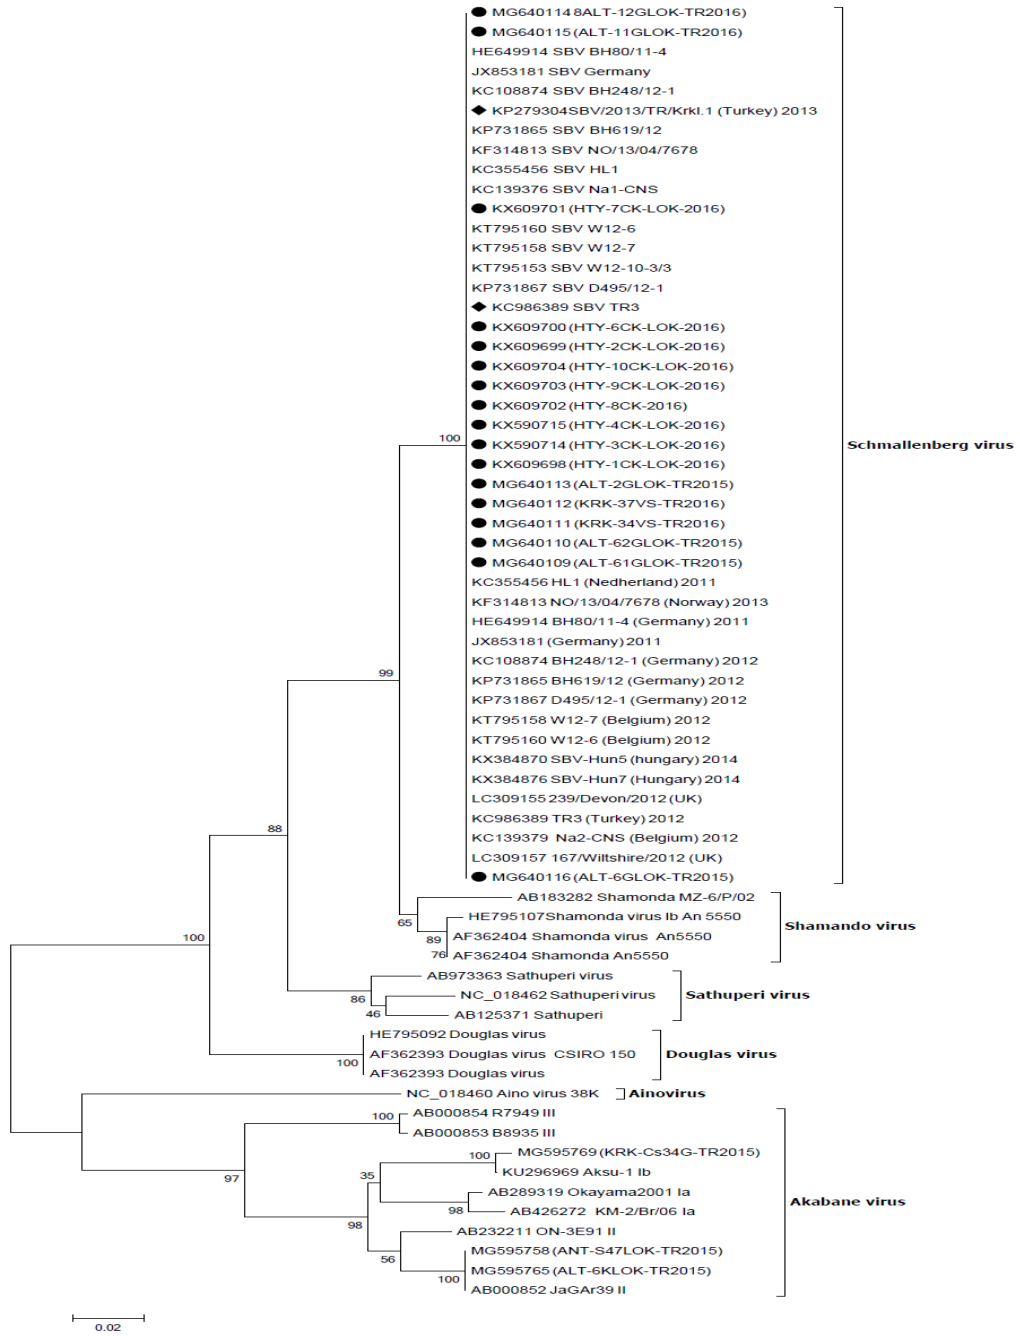 MG6401148ALT-12GLOK-TR2016)
MG640115 (ALT-11GLOK-TR2016)
HE649914 SBV BH80/11-4
JX853181 SBV Germany
KC108874 SBV BH248/12-1
KP279304SBV/2013/TR/Krkl.1 (Turkey) 2013
KP731865 SBV BH619/12
KF314813 SBV NO/13/04/7678
KC355456 SBV HL1
KC139376 SBV Na1-CNS
KX609701 (HTY-7CK-LOK-2016)
KT795160 SBV W12-6
KT795158 SBV W12-7
KT795153 SBV W12-10-3/3
KP731867 SBV D495/12-1
KC986389 SBV TR3
KX609700 (HTY-6CK-LOK-2016)
KX609699 (HTY-2CK-LOK-2016)
KX609704 (HTY-10CK-LOK-2016)
KX609703 (HTY-9CK-LOK-2016)
KX609702 (HTY-8CK-2016)
KX590715 (HTY-4CK-LOK-2016)
100
KX590714 (HTY-3CK-LOK-2016)
Schmallenberg virus
KX609698 (HTY-1CK-LOK-2016)
MG640113 (ALT-2GLOK-TR2015)
MG640112 (KRK-37VS-TR2016)
MG640111 (KRK-34VS-TR2016)
MG640110 (ALT-62GLOK-TR2015)
MG640109 (ALT-61GLOK-TR2015)
KC355456 HL1 (Nedherland) 2011
KF314813 NO/13/04/7678 (Norway) 2013
HE649914 BH80/11-4 (Germany) 2011
JX853181 (Germany) 2011
KC108874 BH248/12-1 (Germany) 2012
99
KP731865 BH619/12 (Germany) 2012
KP731867 D495/12-1 (Germany) 2012
KT795158 W12-7 (Belgium) 2012
KT795160 W12-6 (Belgium) 2012
KX384870 SBV-Hun5 (hungary) 2014
KX384876 SBV-Hun7 (Hungary) 2014
LC309155 239/Devon/2012 (UK)
KC986389 TR3 (Turkey) 2012
88
KC139379 Na2-CNS (Belgium) 2012
LC309157 167/Wiltshire/2012 (UK)
MG640116 (ALT-6GLOK-TR2015)
AB183282 Shamonda MZ-6/P/02
65
HE795107Shamonda virus Ib An 5550
Shamando virus
89
AF362404 Shamonda virus An5550
100
76
AF362404 Shamonda An5550
AB973363 Sathuperi virus
86
NC_018462 Sathuperi virus
Sathuperi virus
46
AB125371 Sathuperi
HE795092 Douglas virus
100
AF362393 Douglas virus CSIRO 150
Douglas virus
AF362393 Douglas virus
NC_018460 Aino virus 38K
Ainovirus
100
AB000854 R7949 III
AB000853 B8935 III
100
MG595769 (KRK-Cs34G-TR2015)
97
35
KU296969 Aksu-1 Ib
AB289319 Okayama2001 Ia
Akabane virus
98
AB426272 KM-2/Br/06 Ia
98
AB232211 ON-3E91 II
56
MG595758 (ANT-S47LOK-TR2015)
MG595765 (ALT-6KLOK-TR2015)
100
AB000852 JaGAr39 II
0.02